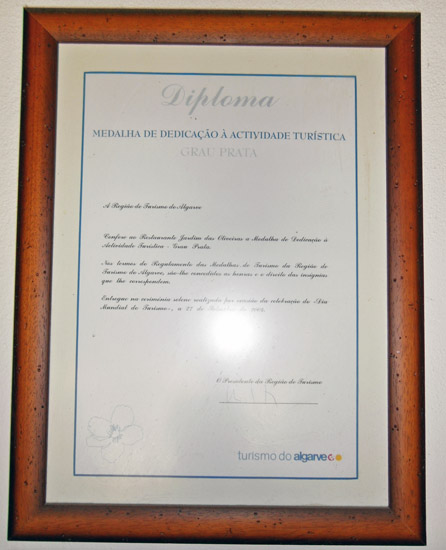 Diploma
MEDALHA DE DEDICAÇÃO À ACTIVIDADE TURÍSTICA
GRAU PRATA
A Região de Turismo do Algarve
Confere ao Restaurante Jardim das Oliveiras a Medalha de Dedicação à
Actividade Turística - Grau Prata.
Nos termos do Regulamento das Medalhas de Turismo da Região de
Turismo do Algarve, são-lhe concedidas as honras e o direito das insígnias
que lhe correspondem.
Entregue na cerimónia solene realizada por ocasião da celebração do Dia
Mundial do Turismo, a 27 de
O Presidente da Região de Turismo
turismo do algarve